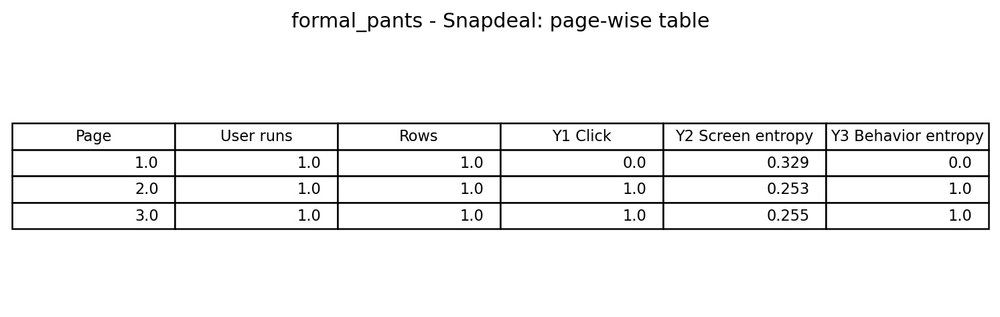 formal_pants - Snapdeal: page-wise table
Page User runs Rows Y1 Click Y2 Screen entropy Y3 Behavior entropy
1.0 1.0 1.0 0.0 0.329 0.0
2.0 1.0 1.0 1.0 0.253 1.0
3.0 1.0 1.0 1.0 0.255 1.0